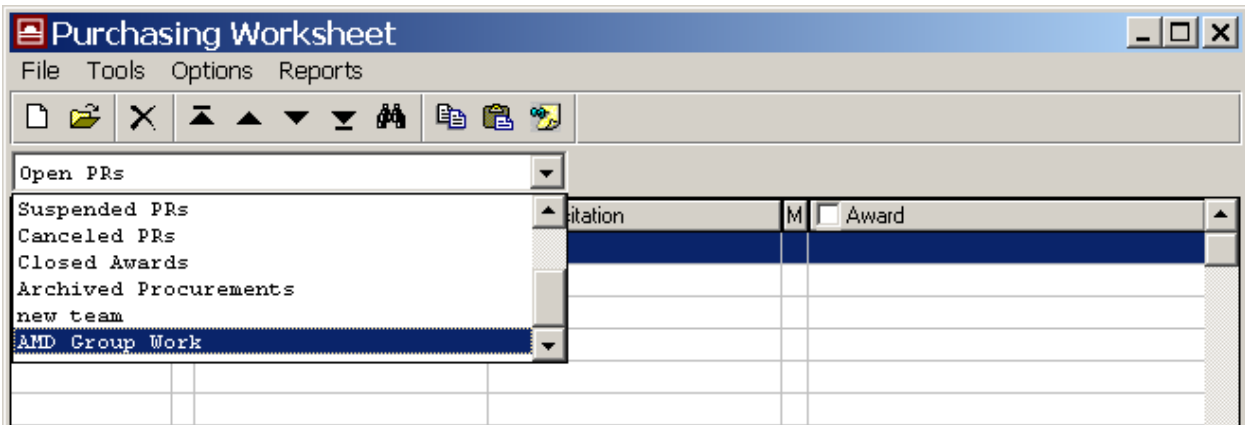 Purchasing Worksheet
File Tools Options Reports
Open PRs
Suspended PRs
Canceled PRs
Closed Awards
Archived Procurements
new team
AMD Group Work
M Award